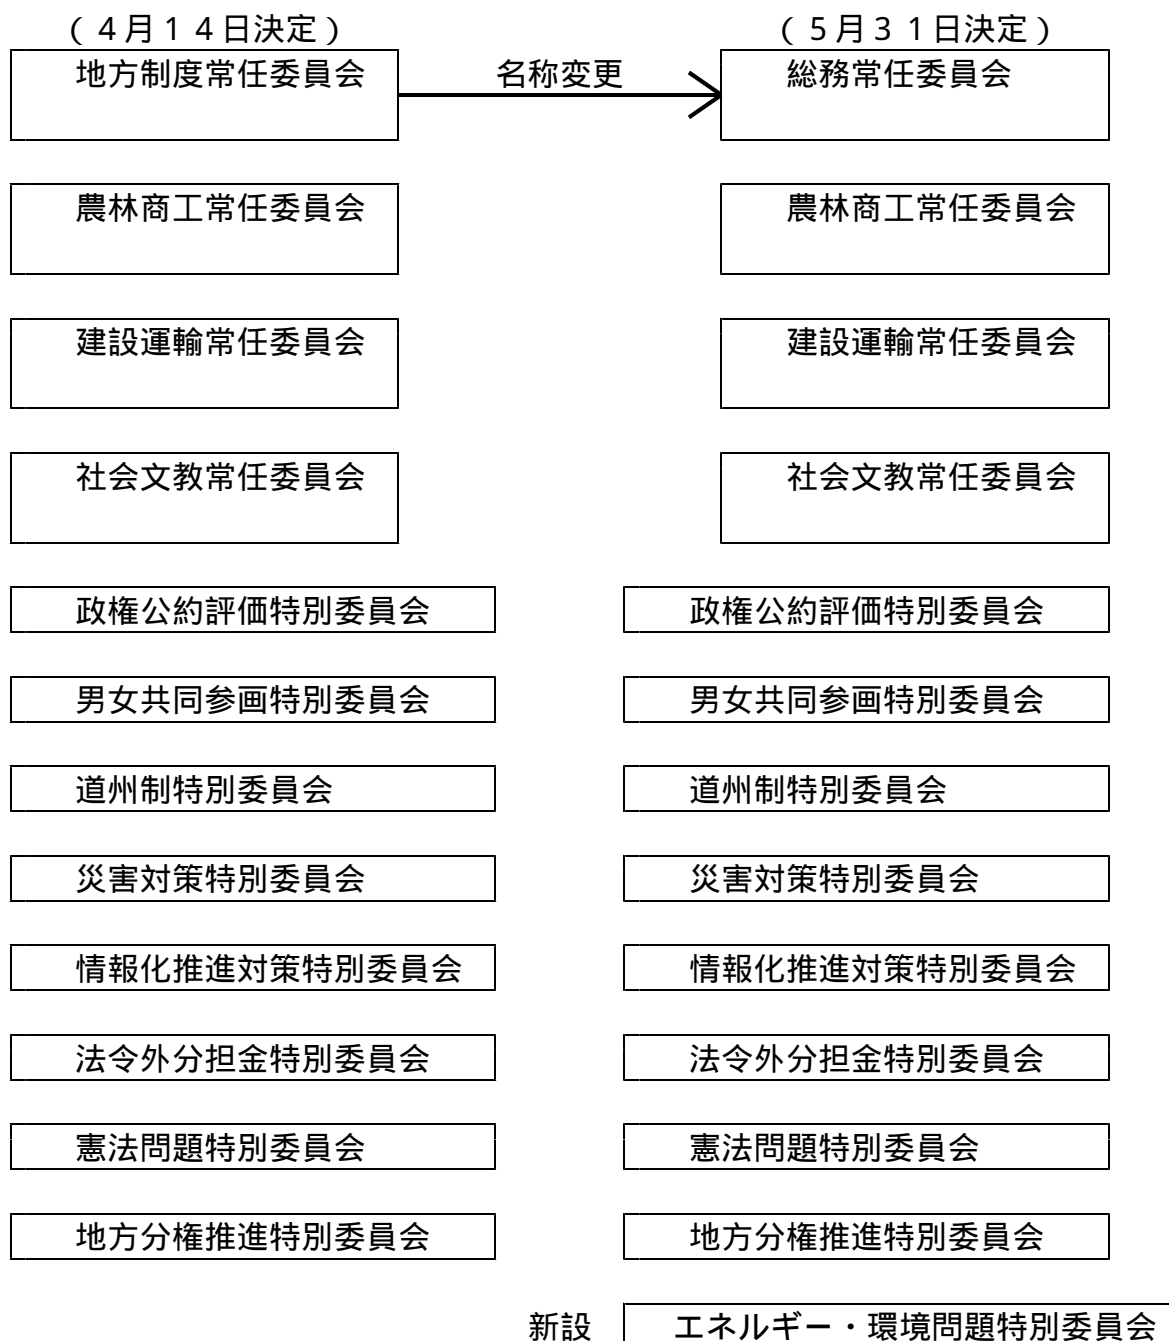 （４月１４日決定） （５月３１日決定）
地方制度常任委員会 名称変更 総務常任委員会
農林商工常任委員会 農林商工常任委員会
建設運輸常任委員会 建設運輸常任委員会
社会文教常任委員会 社会文教常任委員会
政権公約評価特別委員会 政権公約評価特別委員会
男女共同参画特別委員会 男女共同参画特別委員会
道州制特別委員会 道州制特別委員会
災害対策特別委員会 災害対策特別委員会
情報化推進対策特別委員会 情報化推進対策特別委員会
法令外分担金特別委員会 法令外分担金特別委員会
憲法問題特別委員会 憲法問題特別委員会
地方分権推進特別委員会 地方分権推進特別委員会
新設 エネルギー・環境問題特別委員会